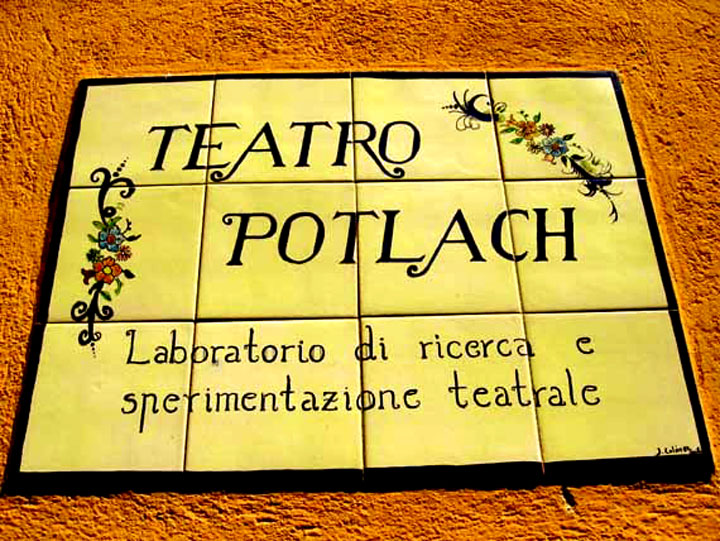 TEATRO
POTLACH
Laboratorio di ricerca e
sperimentazione teatrale